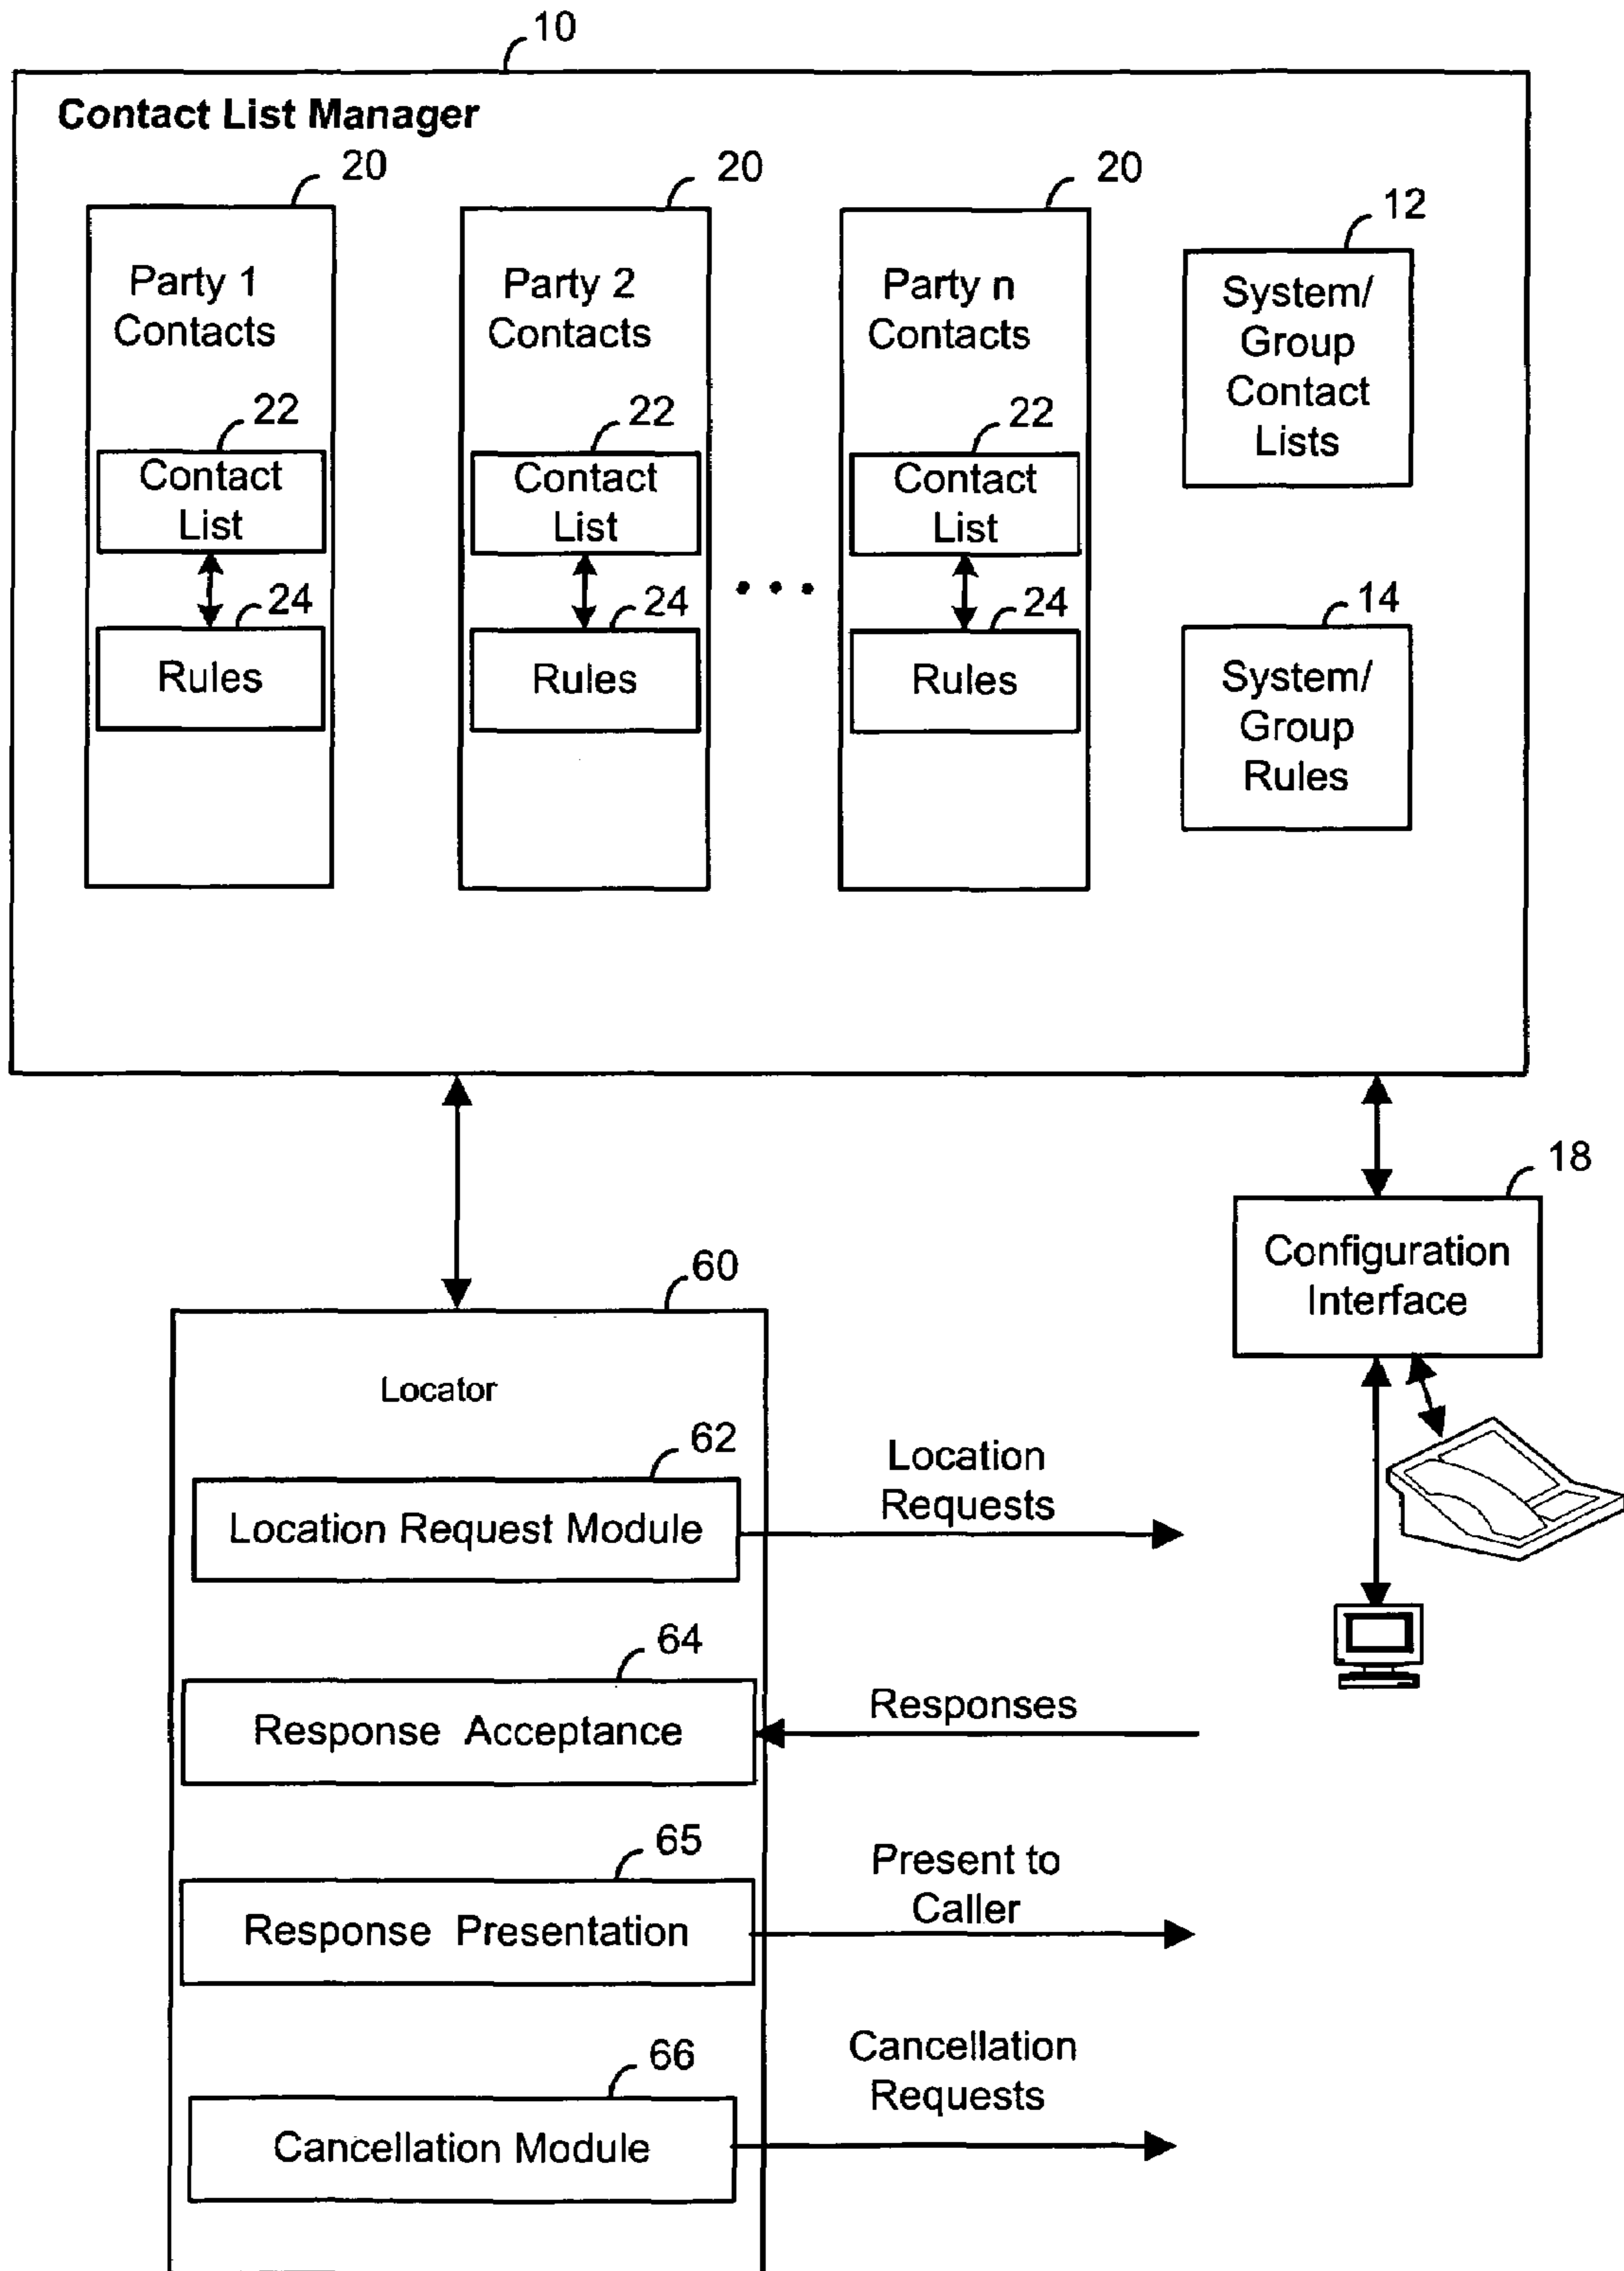 10
Contact List Manager
20
20
20
12
Party 1
Contacts
Party 2
Contacts
Party n
Contacts
System/
Group
Contact
Lists
22
22
22
Contact
List
Contact
List
Contact
List
24
24
24
14
Rules
Rules
Rules
System/
Group
Rules
18
Configuration
Interface
60
Locator
62
Location Request Module
Location
Requests
64
Response Acceptance
Responses
65
Response Presentation
Present to
Caller
66
Cancellation Module
Cancellation
Requests